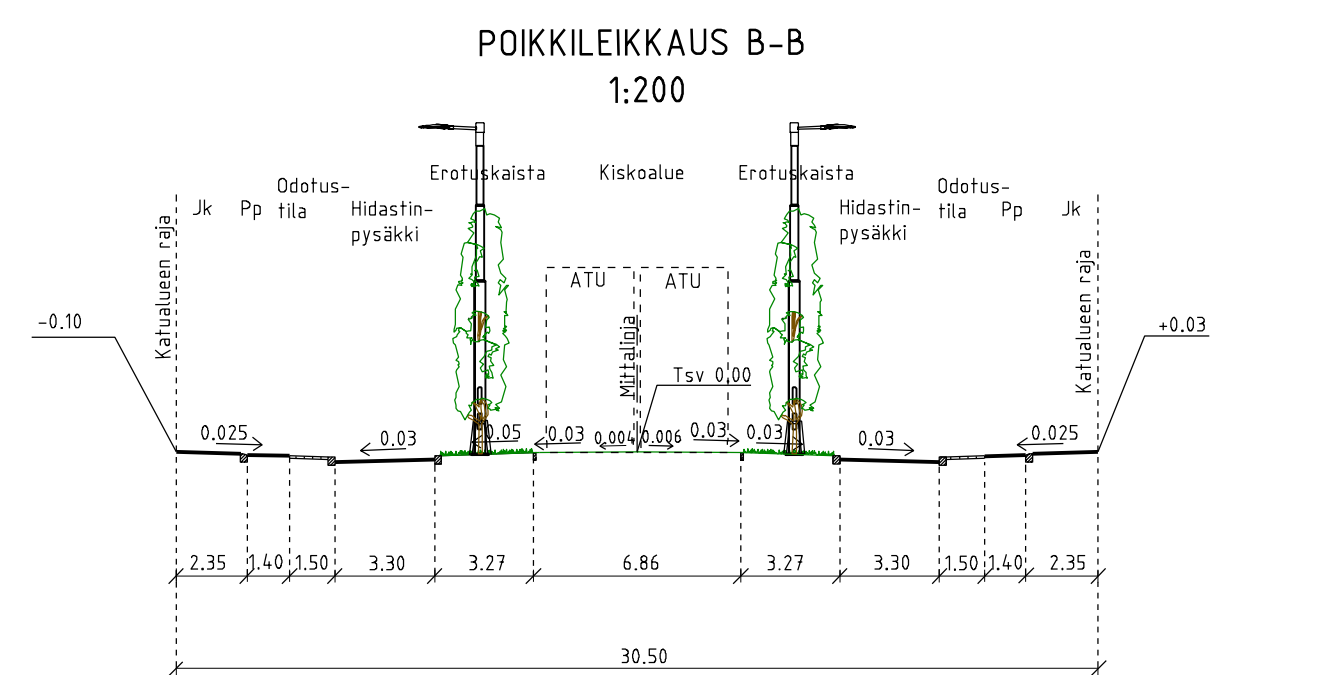 POIKKILEIKKAUS B-B
1:200
Erotuskaista
Kiskoalue
Erotuskaista
Odotus-
tila
Odotus-
tila
Jk
Pp
Hidastin-
pysäkki
Hidastin-
pysäkki
Pp
Jk
Katualueen raja
Katualueen raja
ATU
ATU
Mittalinja
-0.10
+0.03
Tsv 0.00
0.025
0.03
0.05
0.03
0.004
0.006
0.03
0.03
0.03
0.025
2.35
1.40
1.50
3.30
3.27
6.86
3.27
3.30
1.50
1.40
2.35
30.50